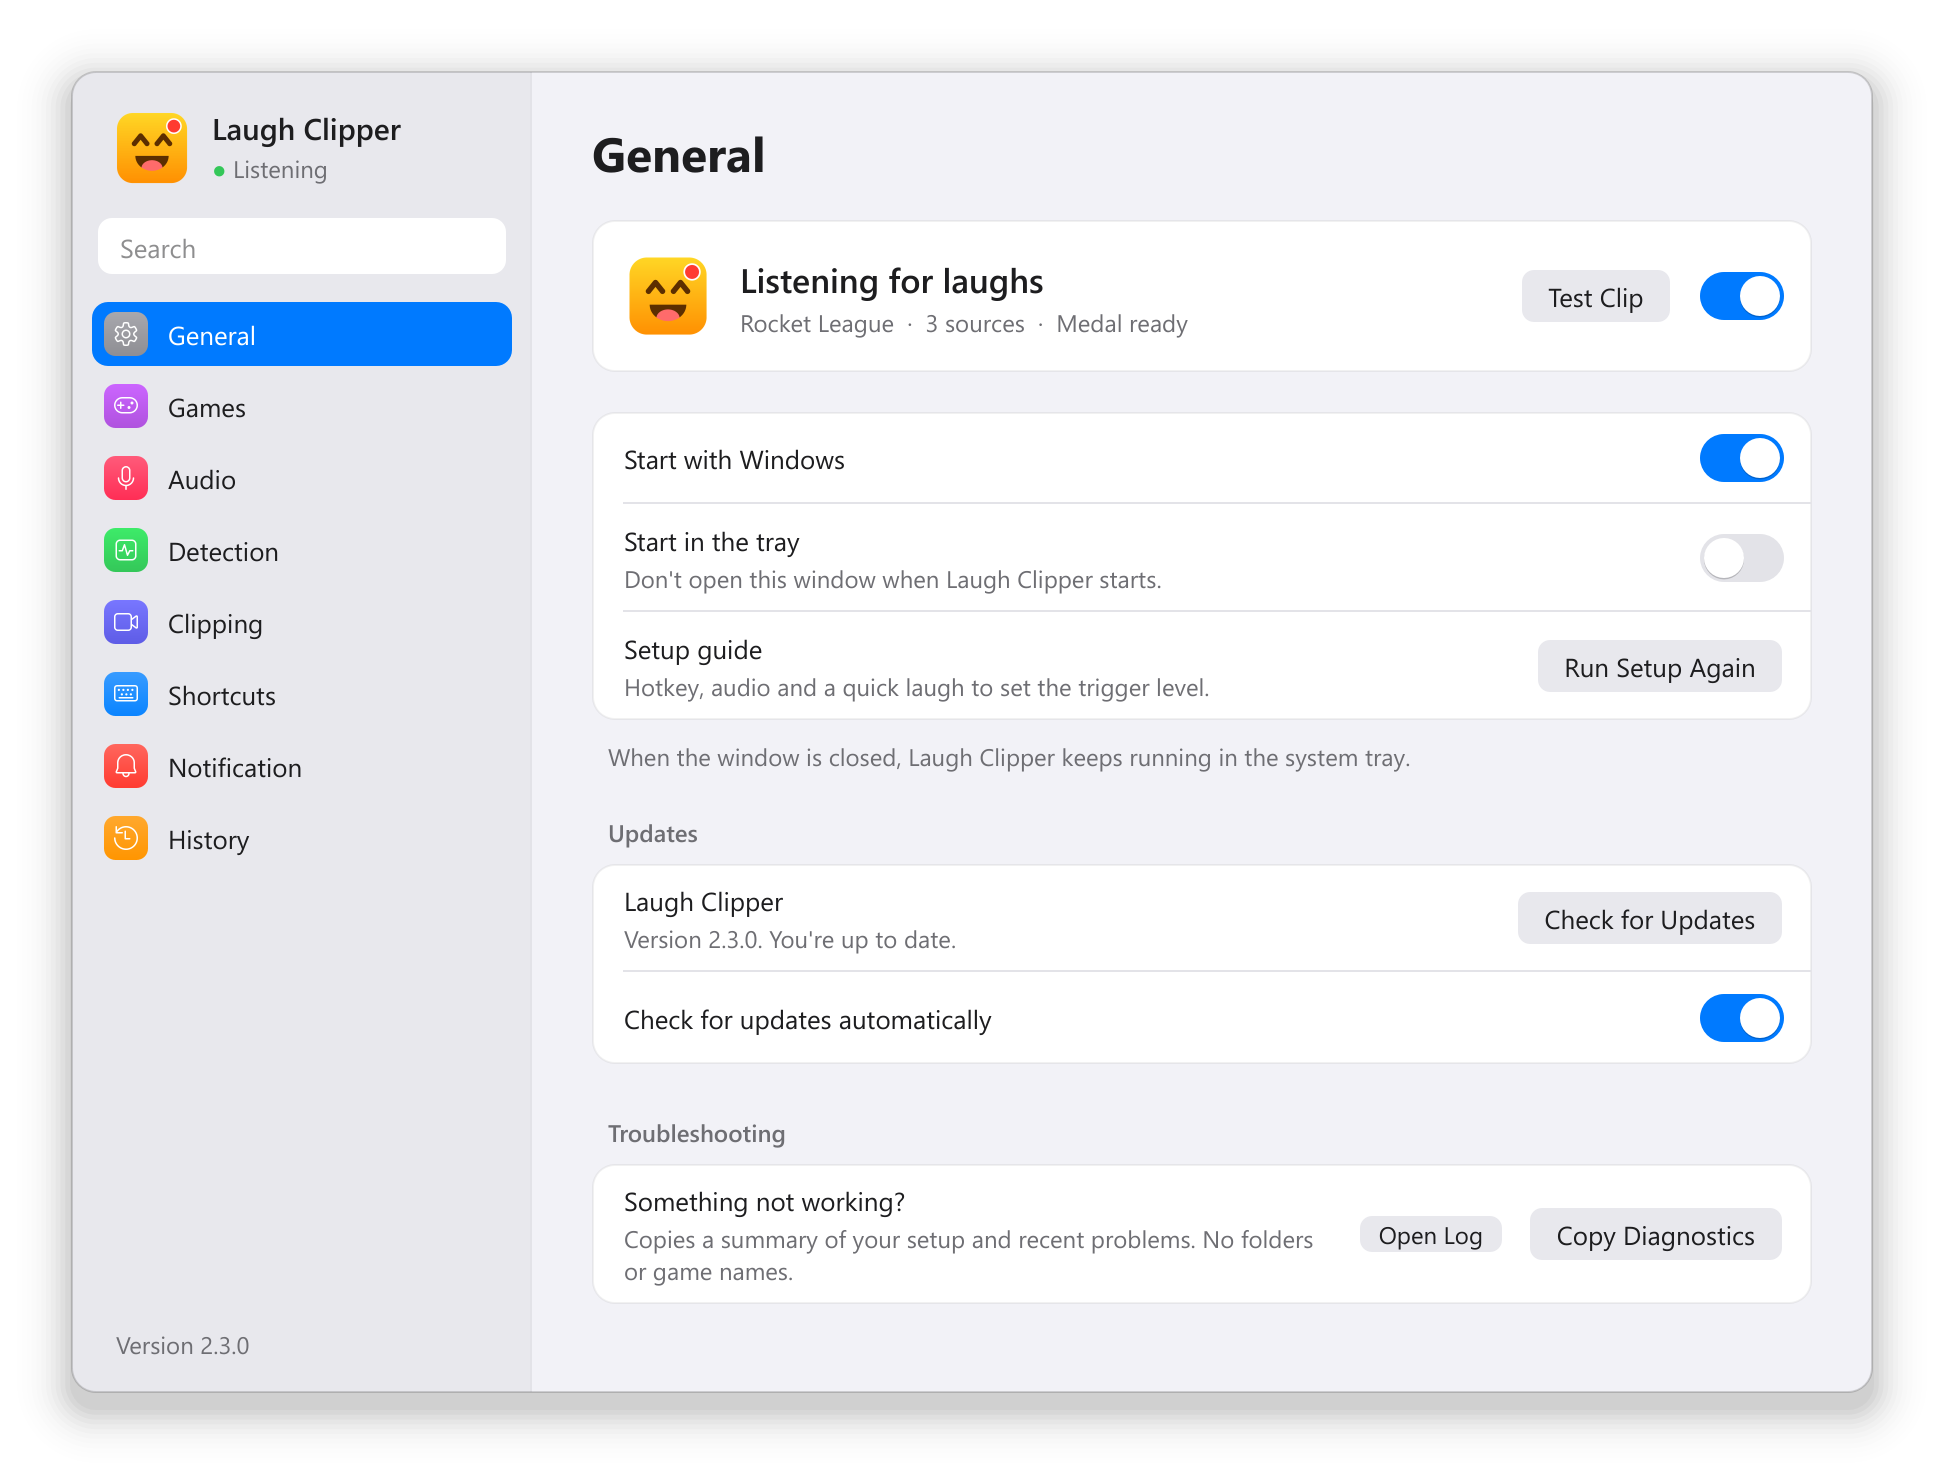 Laugh Clipper
Listening
Search
General
Games
Audio
Detection
Clipping
Shortcuts
Notification
History
Version 2.3.0
General
Listening for laughs
Rocket League · 3 sources · Medal ready
Test Clip
Start with Windows
Start in the tray
Don't open this window when Laugh Clipper starts.
Setup guide
Hotkey, audio and a quick laugh to set the trigger level.
Run Setup Again
When the window is closed, Laugh Clipper keeps running in the system tray.
Updates
Laugh Clipper
Version 2.3.0. You're up to date.
Check for Updates
Check for updates automatically
Troubleshooting
Something not working?
Copies a summary of your setup and recent problems. No folders
or game names.
Open Log
Copy Diagnostics